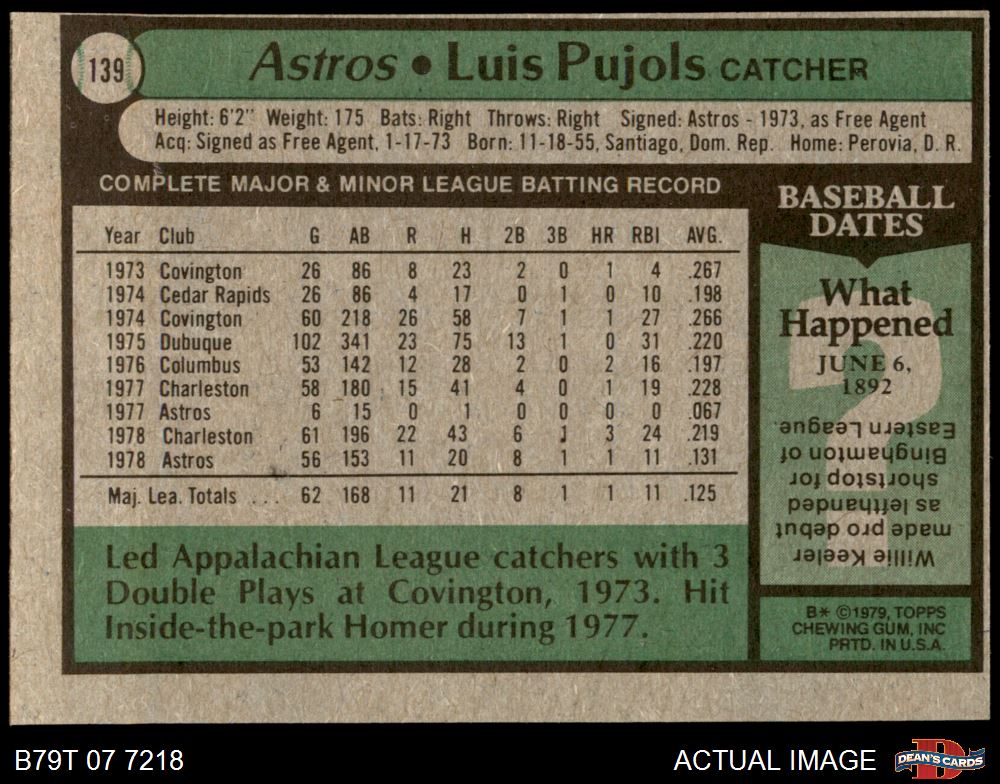 139
Astros • Luis Pujols CATCHER
Height: 6'2" Weight: 175 Bats: Right Throws: Right Signed: Astros - 1973, as Free Agent
Acq: Signed as Free Agent, 1-17-73 Born: 11-18-55, Santiago, Dom. Rep. Home: Perovia, D. R.
COMPLETE MAJOR & MINOR LEAGUE BATTING RECORD
Year Club G AB R H 2B 3B HR RBI AVG.
1973 Covington 26 86 8 23 2 0 1 4 .267
1974 Cedar Rapids 26 86 4 17 0 1 0 10 .198
1974 Covington 60 218 26 58 7 1 1 27 .266
1975 Dubuque 102 341 23 75 13 1 0 31 .220
1976 Columbus 53 142 12 28 2 0 2 16 .197
1977 Charleston 58 180 15 41 4 0 1 19 .228
1977 Astros 6 15 0 1 0 0 0 0 .067
1978 Charleston 61 196 22 43 6 1 3 24 .219
1978 Astros 56 153 11 20 8 1 1 11 .131
Maj. Lea. Totals ... 62 168 11 21 8 1 1 11 .125
Led Appalachian League catchers with 3
Double Plays at Covington, 1973. Hit
Inside-the-park Homer during 1977.
BASEBALL
DATES
What
Happened
JUNE 6,
1892
Willie Keeler
made pro debut
as lefthanded
shortstop for
Binghamton of
Eastern League.
B* ©1979, TOPPS
CHEWING GUM, INC
PRTD. IN U.S.A.
B79T 07 7218
ACTUAL IMAGE
DEAN'S CARDS